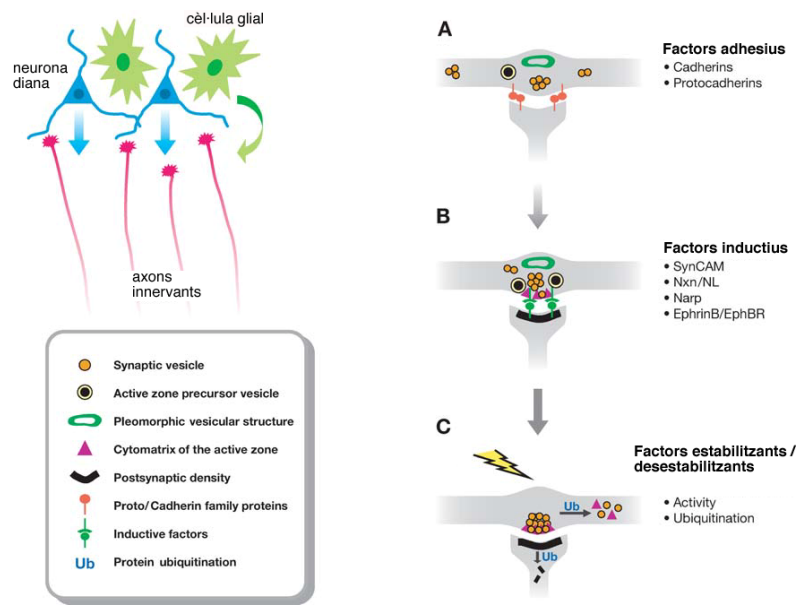 cèl·lula glial
neurona
diana
axons
innervants
Synaptic vesicle
Active zone precursor vesicle
Pleomorphic vesicular structure
Cytomatrix of the active zone
Postsynaptic density
Proto/Cadherin family proteins
Inductive factors
Ub Protein ubiquitination
A
Factors adhesius
• Cadherins
• Protocadherins
B
Factors inductius
• SynCAM
• Nxn/NL
• Narp
• EphrinB/EphBR
C
Factors estabilitzants /
desestabilitzants
• Activity
• Ubiquitination
Ub
Ub